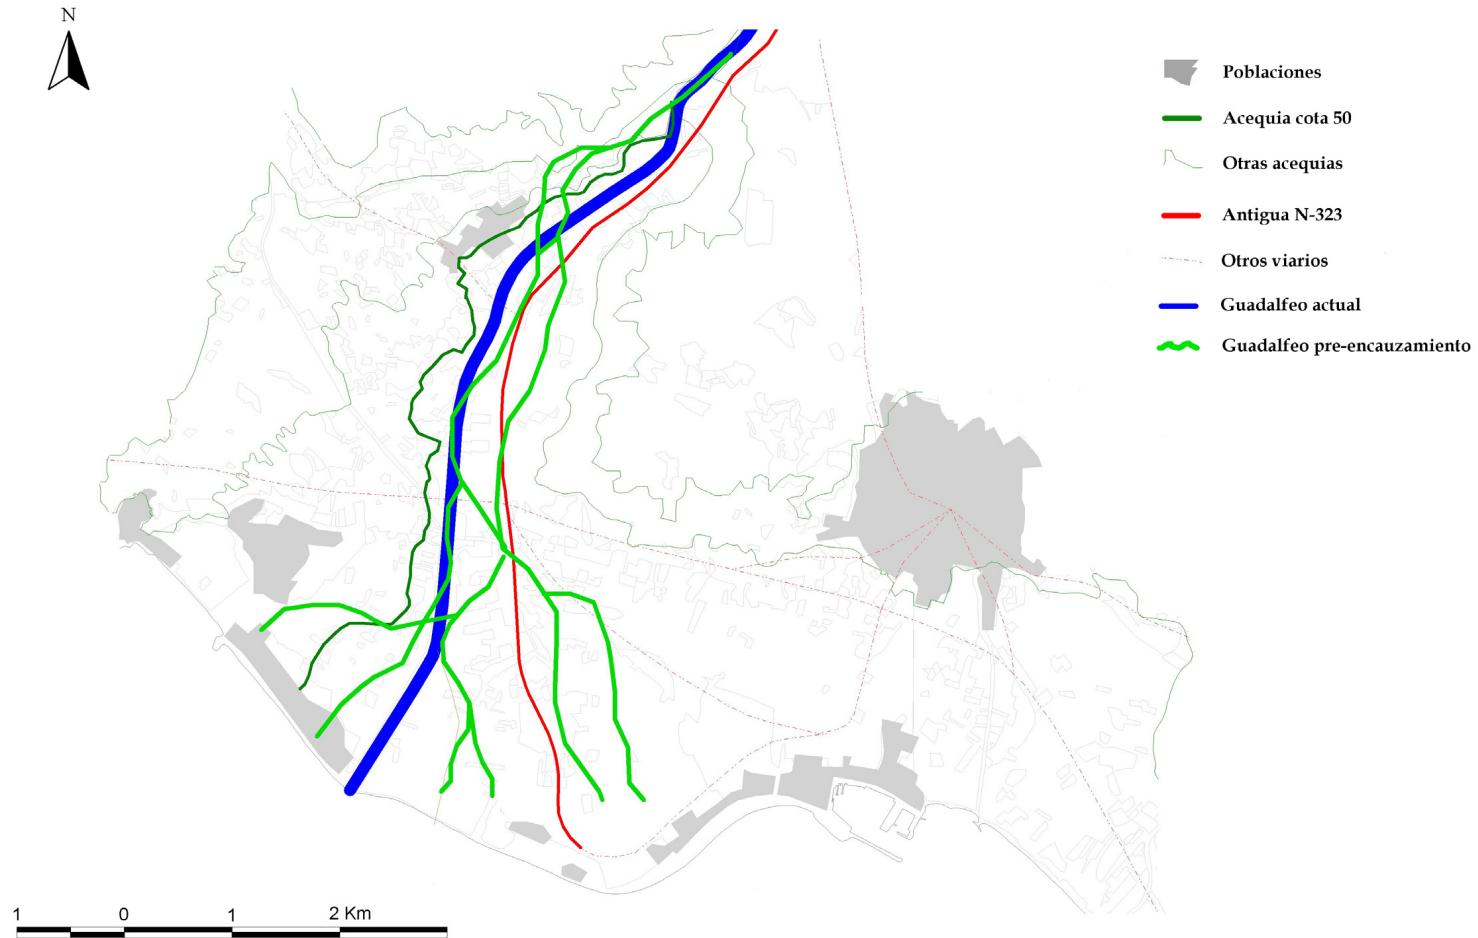 N
Poblaciones
Acequia cota 50
Otras acequias
Antigua N-323
Otros viarios
Guadalfeo actual
Guadalfeo pre-encauzamiento
1 0 1 2 Km